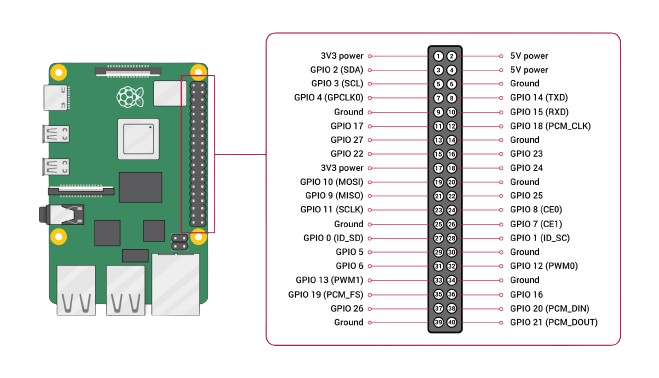 3V3 power 1 2 5V power
GPIO 2 (SDA) 3 4 5V power
GPIO 3 (SCL) 5 6 Ground
GPIO 4 (GPCLK0) 7 8 GPIO 14 (TXD)
Ground 9 10 GPIO 15 (RXD)
GPIO 17 11 12 GPIO 18 (PCM_CLK)
GPIO 27 13 14 Ground
GPIO 22 15 16 GPIO 23
3V3 power 17 18 GPIO 24
GPIO 10 (MOSI) 19 20 Ground
GPIO 9 (MISO) 21 22 GPIO 25
GPIO 11 (SCLK) 23 24 GPIO 8 (CE0)
Ground 25 26 GPIO 7 (CE1)
GPIO 0 (ID_SD) 27 28 GPIO 1 (ID_SC)
GPIO 5 29 30 Ground
GPIO 6 31 32 GPIO 12 (PWM0)
GPIO 13 (PWM1) 33 34 Ground
GPIO 19 (PCM_FS) 35 36 GPIO 16
GPIO 26 37 38 GPIO 20 (PCM_DIN)
Ground 39 40 GPIO 21 (PCM_DOUT)